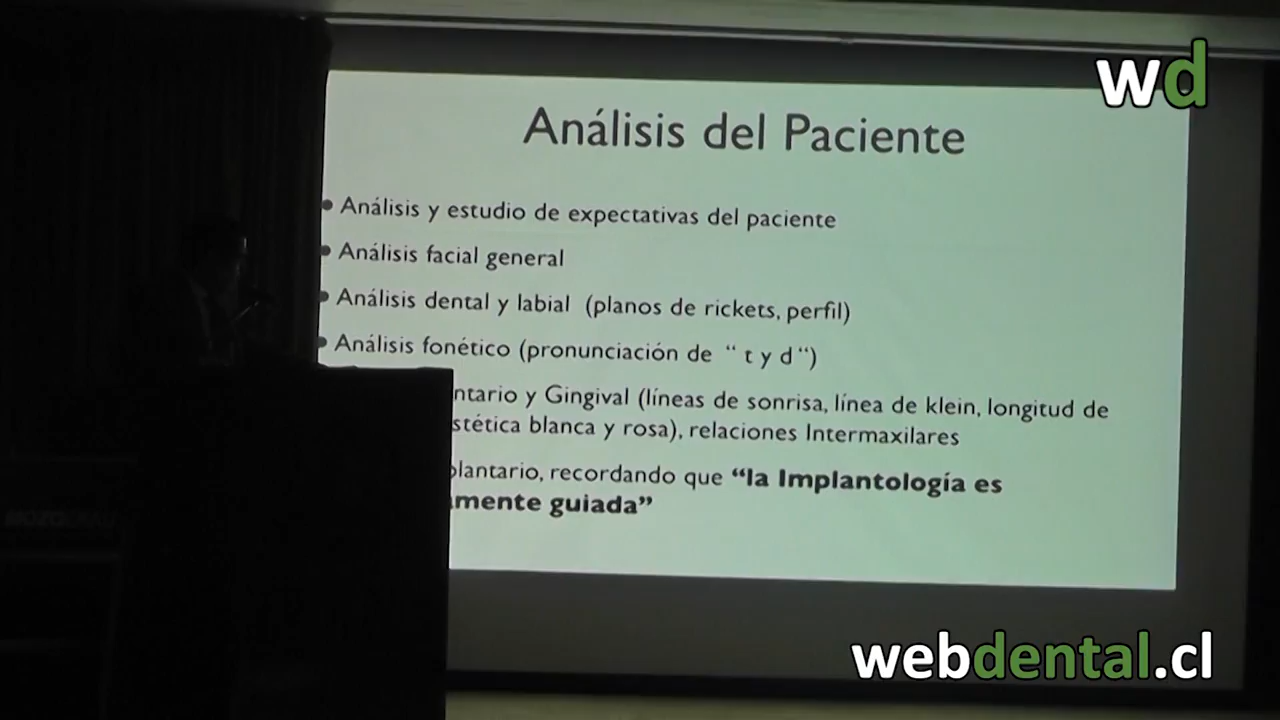 wd
Análisis del Paciente
• Análisis y estudio de expectativas del paciente
• Análisis facial general
• Análisis dental y labial (planos de rickets, perfil)
• Análisis fonético (pronunciación de “ t y d “)
ntario y Gingival (líneas de sonrisa, línea de klein, longitud de
stética blanca y rosa), relaciones Intermaxilares
plantario, recordando que “la Implantología es
mente guiada”
webdental.cl